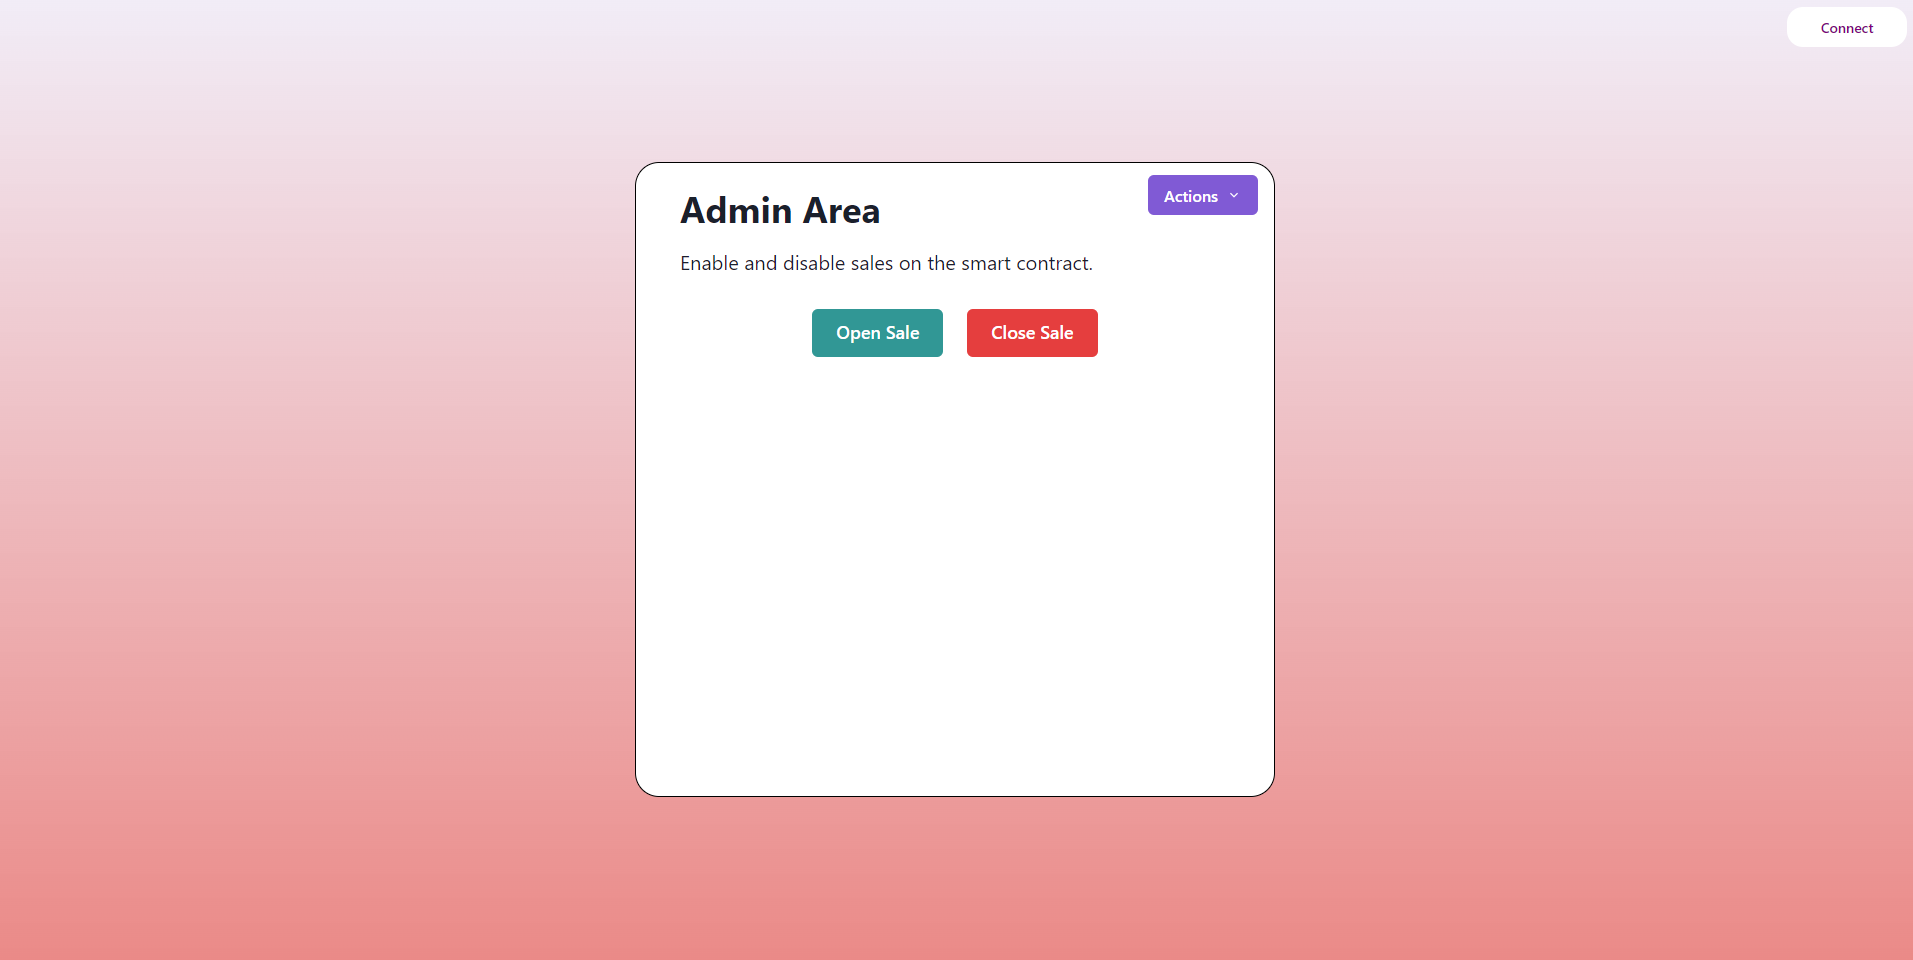 Connect
Actions
Admin Area
Enable and disable sales on the smart contract.
Open Sale
Close Sale